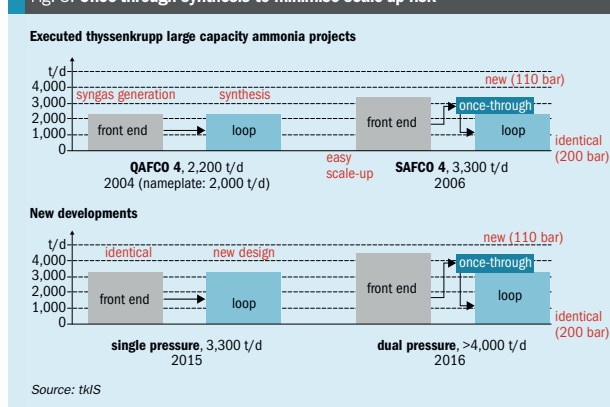 Fig. 3: Once-through synthesis to minimise scale-up risk
Executed thyssenkrupp large capacity ammonia projects
t/d
4,000
3,000
2,000
1,000
0
syngas generation
synthesis
new (110 bar)
front end
loop
front end
once-through
loop
identical
(200 bar)
easy
scale-up
QAFCO 4, 2,200 t/d
2004 (nameplate: 2,000 t/d)
SAFCO 4, 3,300 t/d
2006
New developments
t/d
4,000
3,000
2,000
1,000
0
identical
new design
new (110 bar)
front end
loop
front end
once-through
loop
identical
(200 bar)
single pressure, 3,300 t/d
2015
dual pressure, >4,000 t/d
2016
Source: tkIS